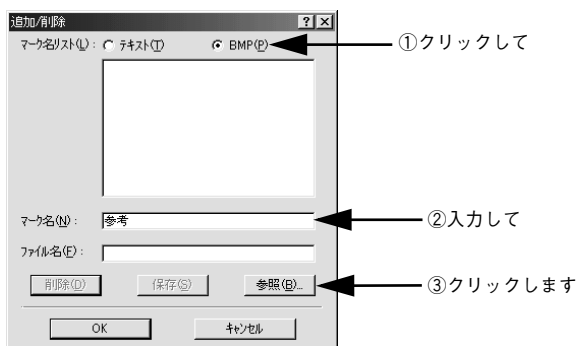 追加/削除
マーク名リスト(L): テキスト(T) BMP(P) ①クリックして
マーク名(N): 参考 ②入力して
ファイル名(F):
削除(D) 保存(S) 参照(B)... ③クリックします
OK キャンセル